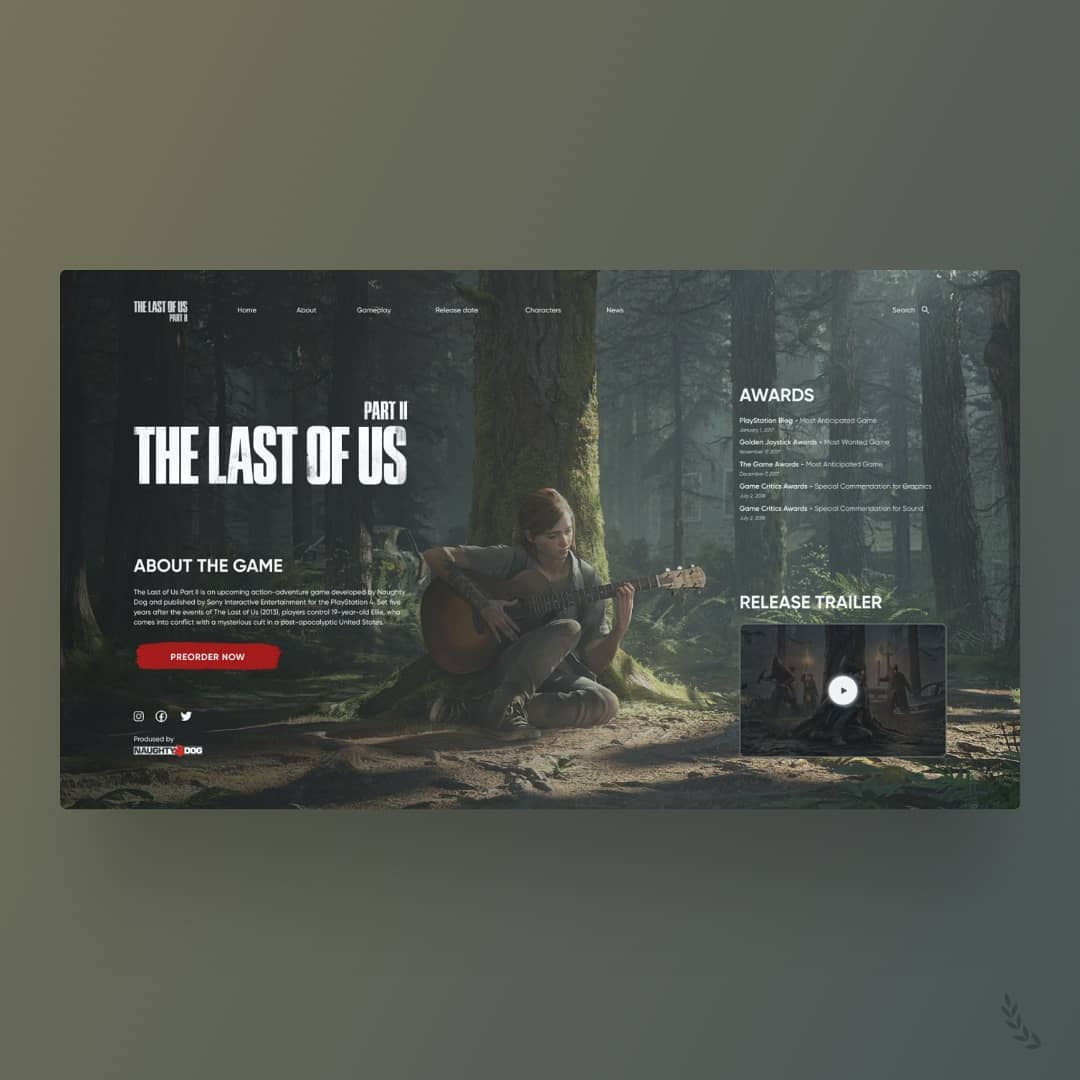 THE LAST OF US
PART II
Home
About
Gameplay
Release date
Characters
News
Search
PART II
THE LAST OF US
ABOUT THE GAME
The Last of Us Part II is an upcoming action-adventure game developed by Naughty
Dog and published by Sony Interactive Entertainment for the PlayStation 4. Set five
years after the events of The Last of Us (2013), players control 19-year-old Ellie, who
comes into conflict with a mysterious cult in a post-apocalyptic United States.
PREORDER NOW
Prodused by
NAUGHTY DOG
AWARDS
PlayStation Blog - Most Anticipated Game
January 1, 2017
Golden Joystick Awards - Most Wanted Game
November 17, 2017
The Game Awards - Most Anticipated Game
December 7, 2017
Game Critics Awards - Special Commendation for Graphics
July 2, 2018
Game Critics Awards - Special Commendation for Sound
July 2, 2018
RELEASE TRAILER